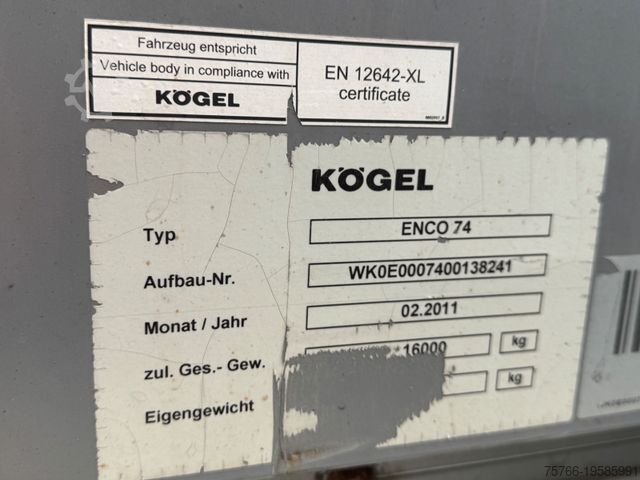 Fahrzeug entspricht
Vehicle body in compliance with
KÖGEL
EN 12642-XL
certificate
KÖGEL
Typ ENCO 74
Aufbau-Nr. WK0E0007400138241
Monat / Jahr 02.2011
zul. Ges.- Gew. 16000 kg
Eigengewicht kg
75766-19585991